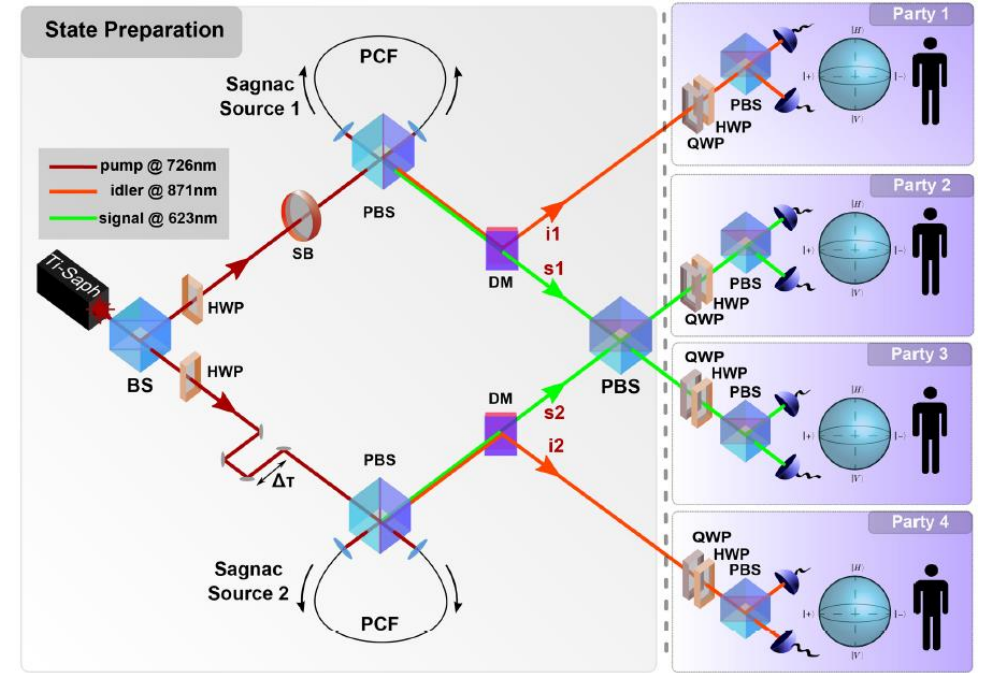 State Preparation
PCF
Sagnac
Source 1
pump @ 726nm
idler @ 871nm
signal @ 623nm
PBS
SB
HWP
Ti-Saph
BS
HWP
ΔT
DM
i1
s1
PBS
DM
s2
i2
PBS
Sagnac
Source 2
PCF
Party 1
PBS
HWP
QWP
|H⟩
|+⟩
|−⟩
|V⟩
Party 2
PBS
HWP
QWP
|H⟩
|+⟩
|−⟩
|V⟩
Party 3
QWP
HWP
PBS
|H⟩
|+⟩
|−⟩
|V⟩
Party 4
QWP
HWP
PBS
|H⟩
|+⟩
|−⟩
|V⟩